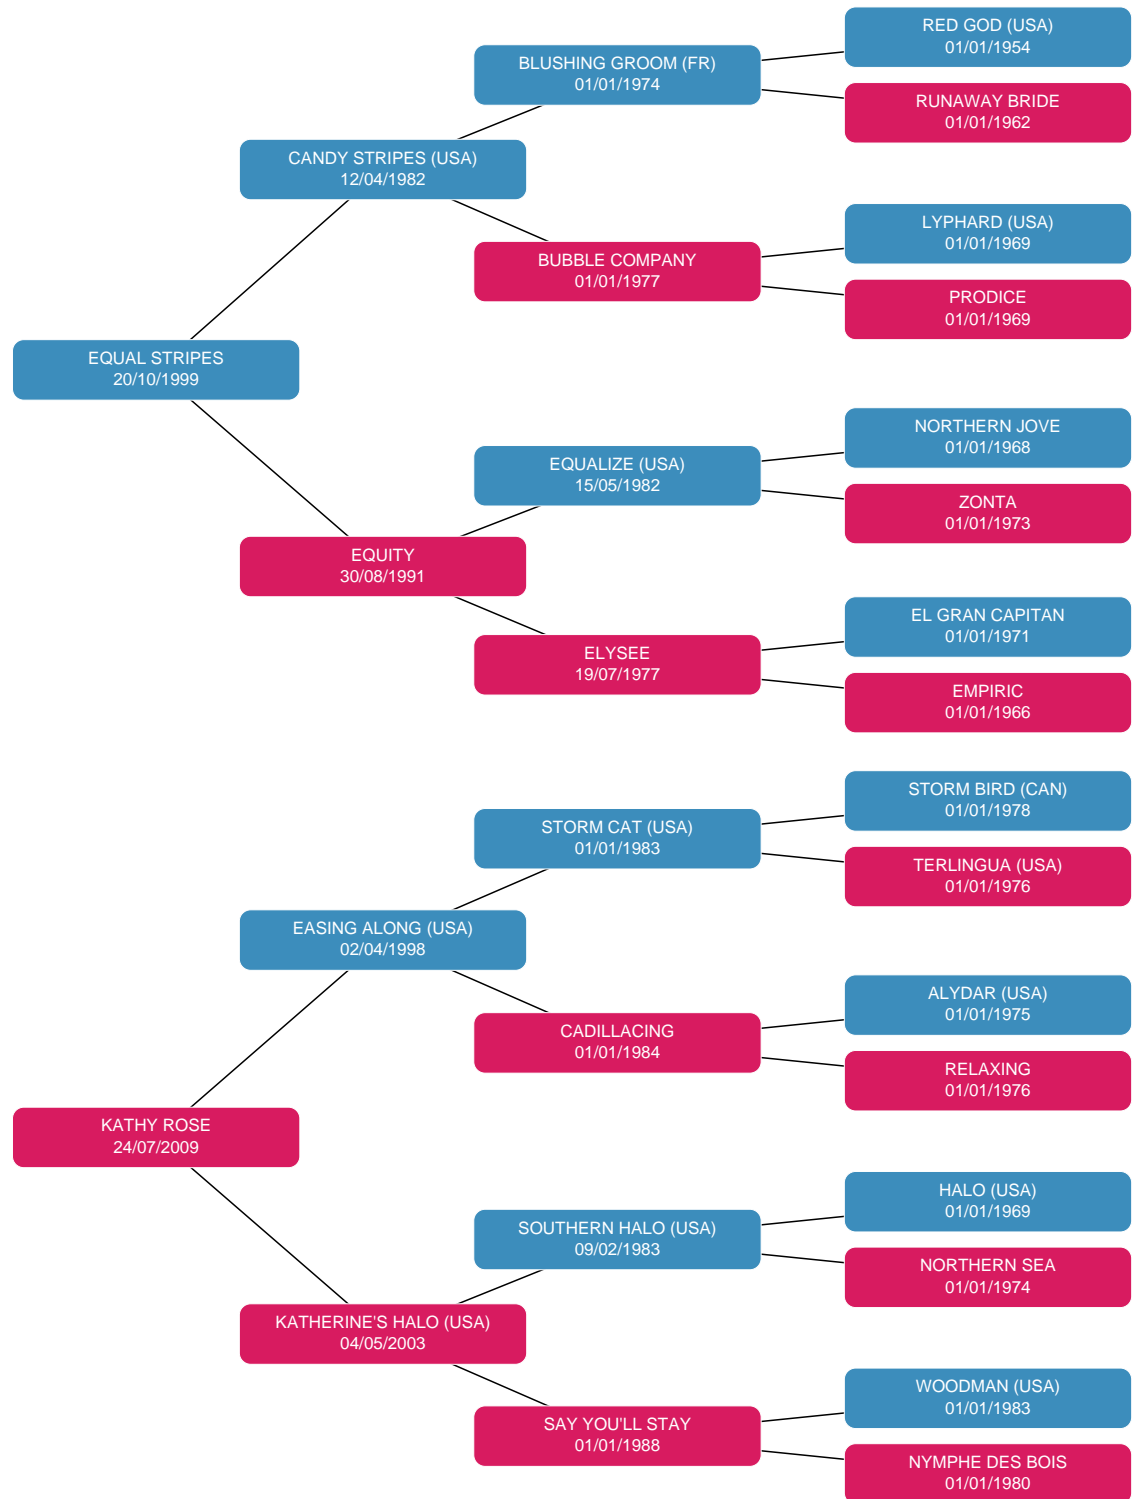 RED GOD (USA)
01/01/1954
BLUSHING GROOM (FR)
01/01/1974
RUNAWAY BRIDE
01/01/1962
CANDY STRIPES (USA)
12/04/1982
LYPHARD (USA)
01/01/1969
BUBBLE COMPANY
01/01/1977
PRODICE
01/01/1969
EQUAL STRIPES
20/10/1999
NORTHERN JOVE
01/01/1968
EQUALIZE (USA)
15/05/1982
ZONTA
01/01/1973
EQUITY
30/08/1991
EL GRAN CAPITAN
01/01/1971
ELYSEE
19/07/1977
EMPIRIC
01/01/1966
STORM BIRD (CAN)
01/01/1978
STORM CAT (USA)
01/01/1983
TERLINGUA (USA)
01/01/1976
EASING ALONG (USA)
02/04/1998
ALYDAR (USA)
01/01/1975
CADILLACING
01/01/1984
RELAXING
01/01/1976
KATHY ROSE
24/07/2009
HALO (USA)
01/01/1969
SOUTHERN HALO (USA)
09/02/1983
NORTHERN SEA
01/01/1974
KATHERINE'S HALO (USA)
04/05/2003
WOODMAN (USA)
01/01/1983
SAY YOU'LL STAY
01/01/1988
NYMPHE DES BOIS
01/01/1980